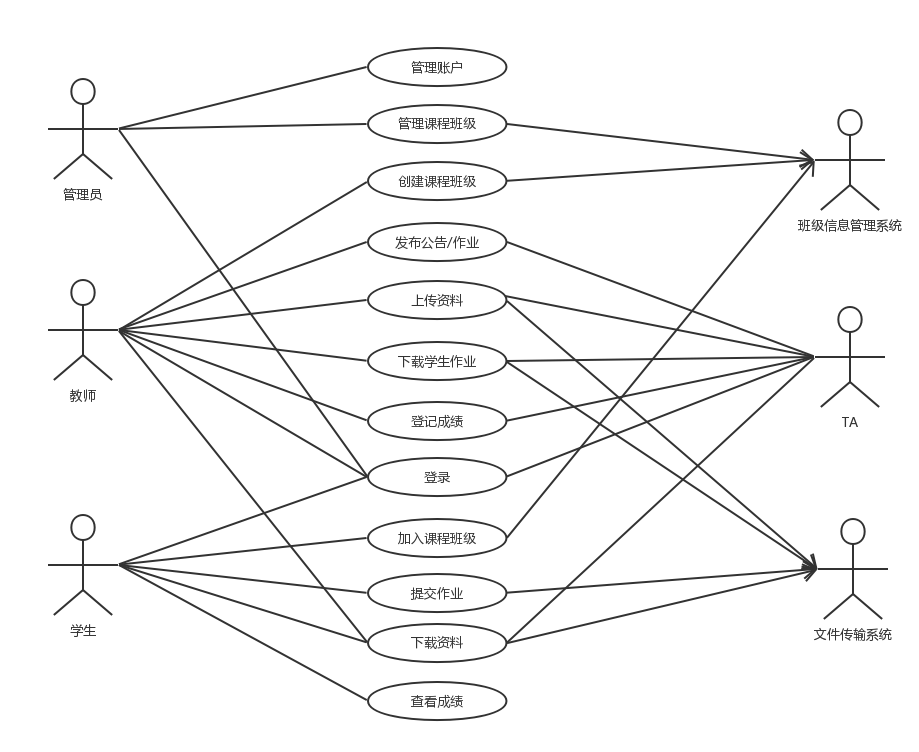 管理账户
管理课程班级
创建课程班级
管理员
班级信息管理系统
发布公告/作业
上传资料
下载学生作业
教师
登记成绩
TA
登录
加入课程班级
提交作业
学生
文件传输系统
下载资料
查看成绩